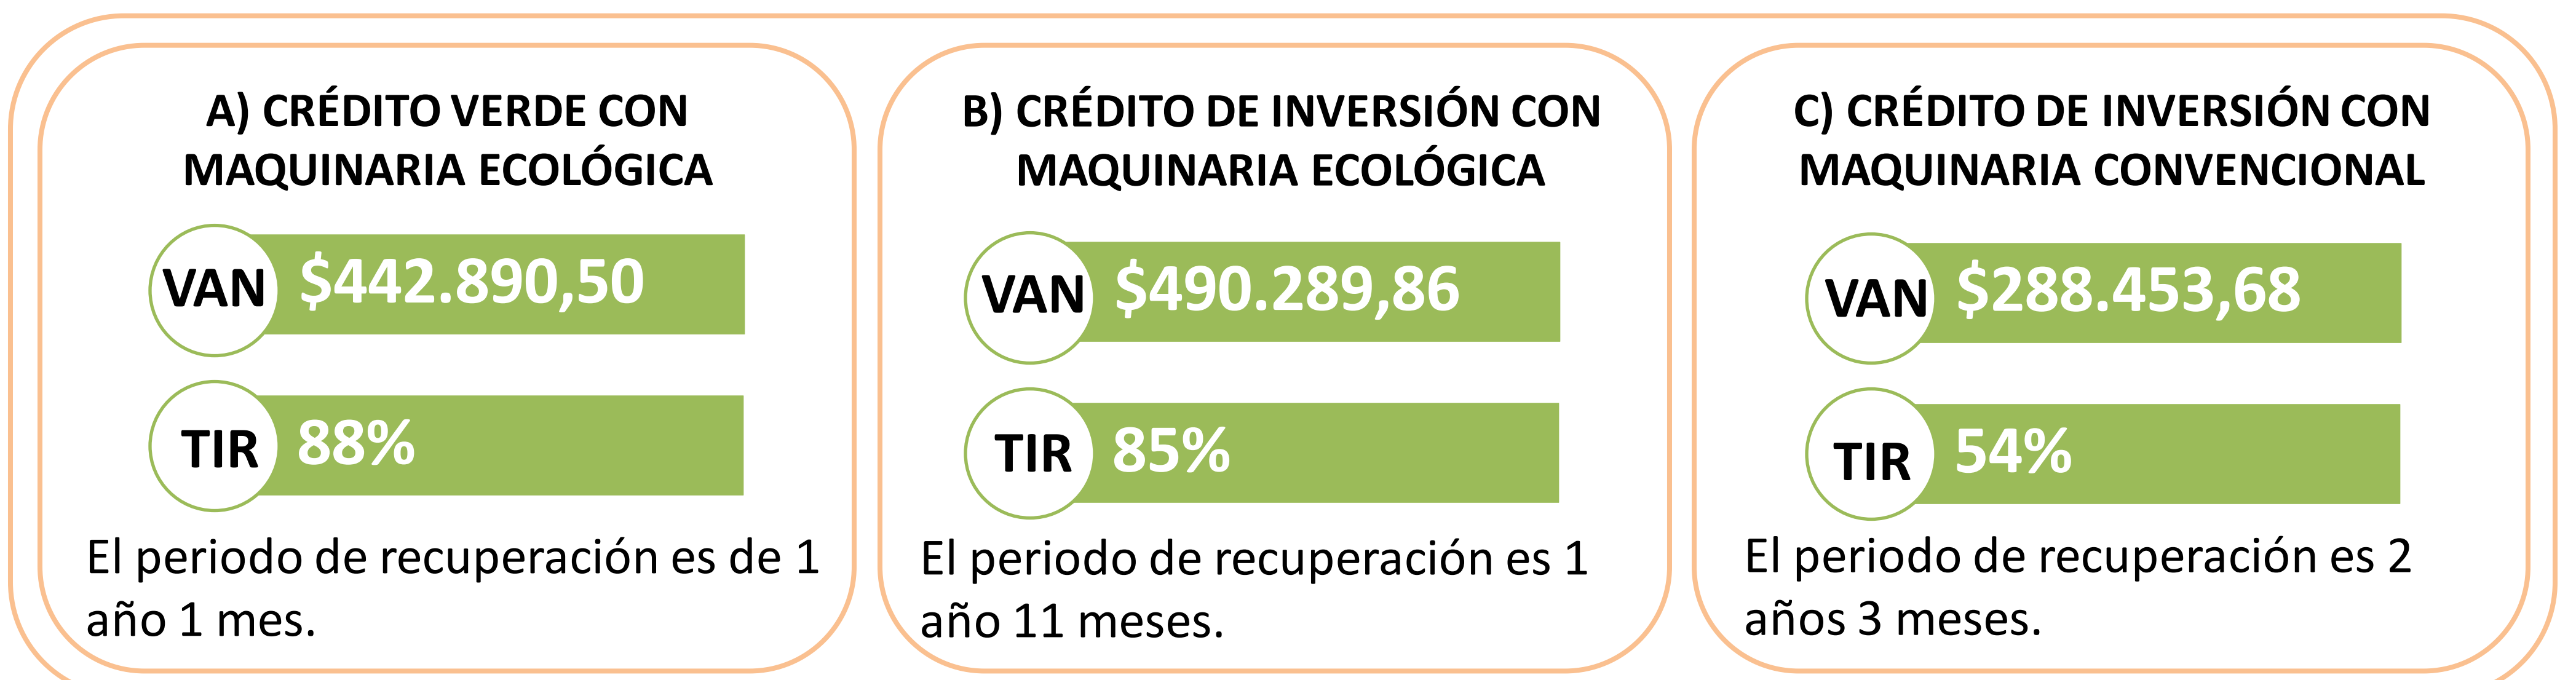 A) CRÉDITO VERDE CON
MAQUINARIA ECOLÓGICA
VAN $442.890,50
TIR 88%
El periodo de recuperación es de 1
año 1 mes.
B) CRÉDITO DE INVERSIÓN CON
MAQUINARIA ECOLÓGICA
VAN $490.289,86
TIR 85%
El periodo de recuperación es 1
año 11 meses.
C) CRÉDITO DE INVERSIÓN CON
MAQUINARIA CONVENCIONAL
VAN $288.453,68
TIR 54%
El periodo de recuperación es 2
años 3 meses.